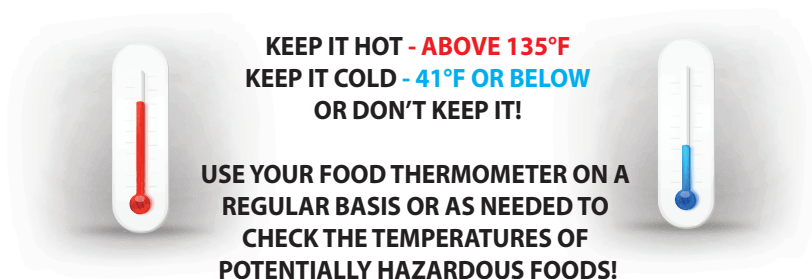 KEEP IT HOT - ABOVE 135°F
KEEP IT COLD - 41°F OR BELOW
OR DON'T KEEP IT!
USE YOUR FOOD THERMOMETER ON A
REGULAR BASIS OR AS NEEDED TO
CHECK THE TEMPERATURES OF
POTENTIALLY HAZARDOUS FOODS!